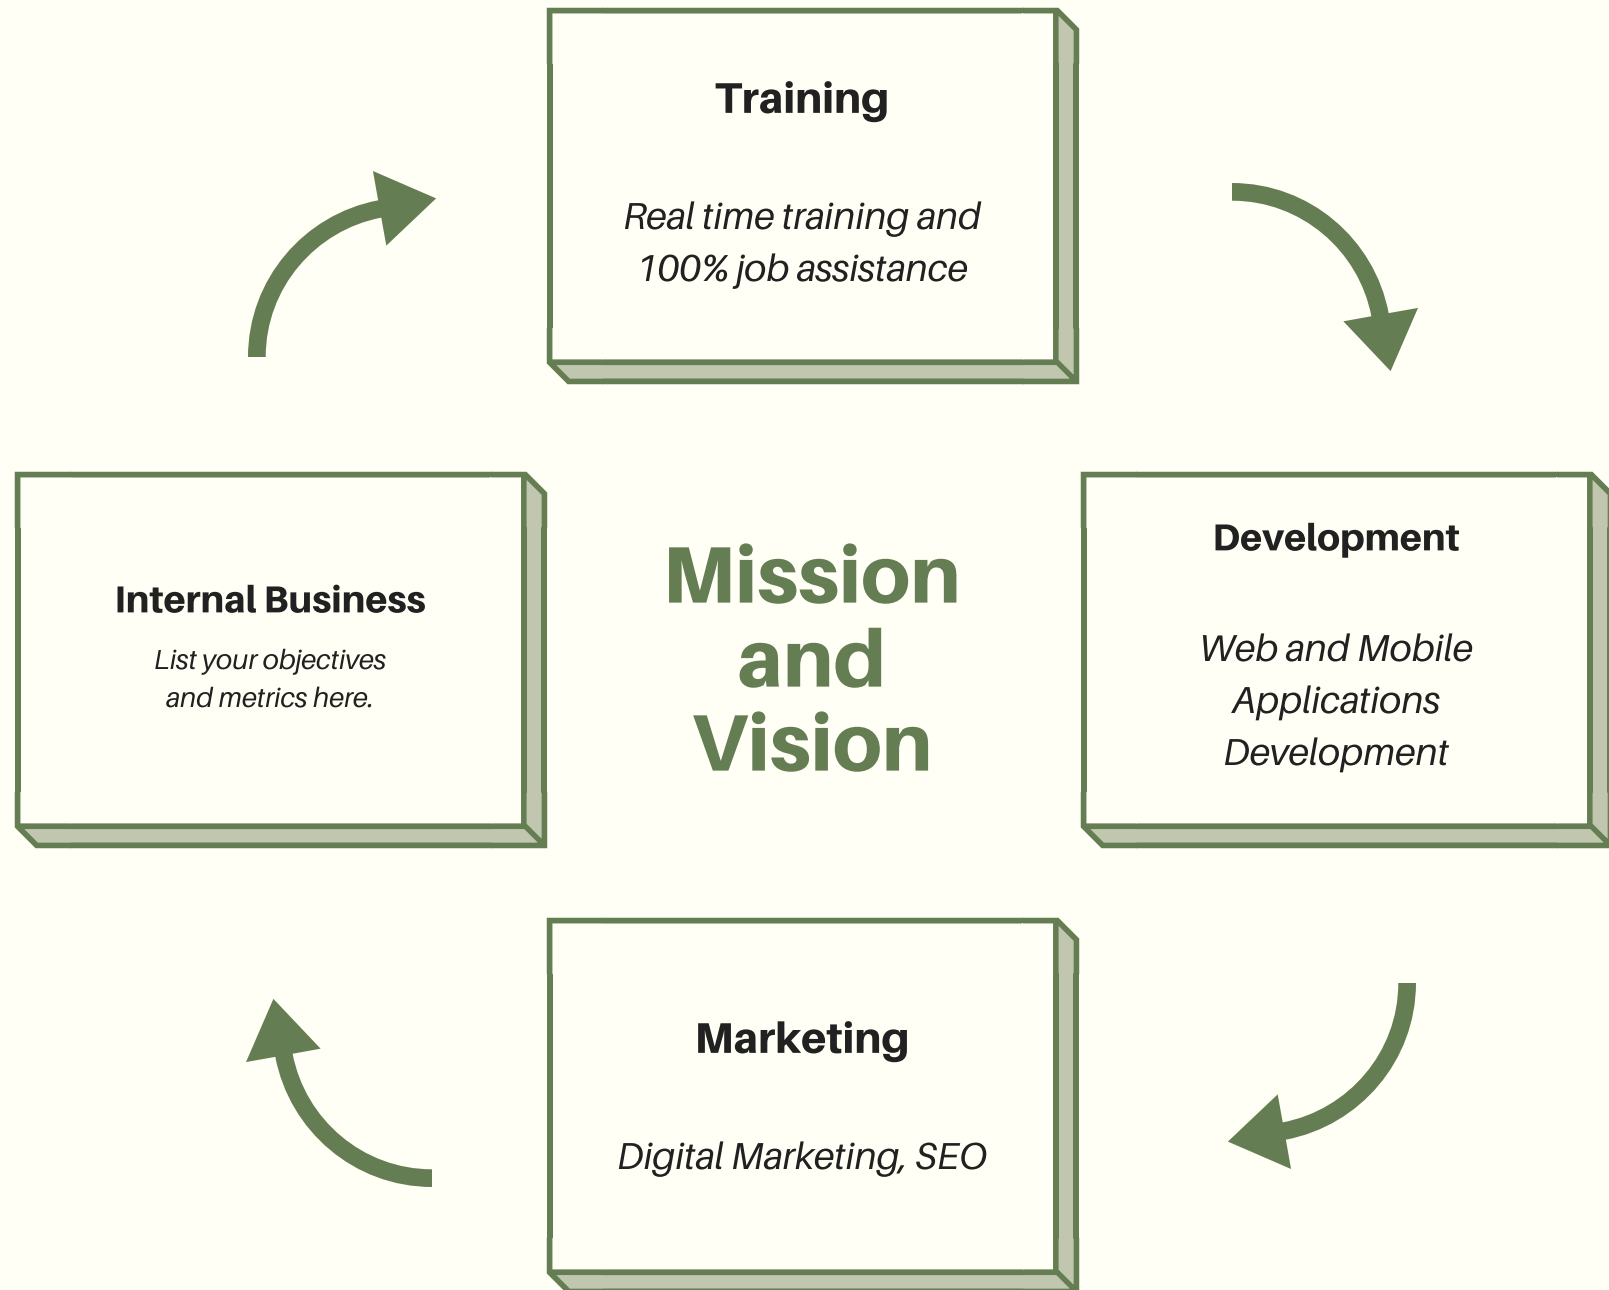 Training
Real time training and
100% job assistance
Internal Business
List your objectives
and metrics here.
Mission
and
Vision
Development
Web and Mobile
Applications
Development
Marketing
Digital Marketing, SEO